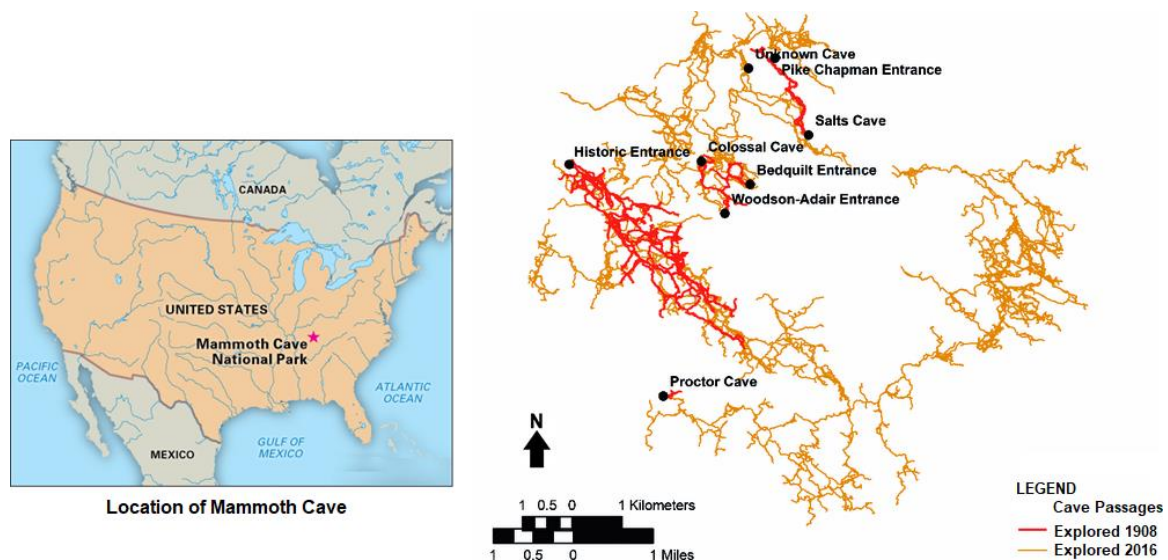 CANADA
UNITED STATES
Mammoth Cave
National Park
PACIFIC
OCEAN
ATLANTIC
OCEAN
GULF OF
MEXICO
MEXICO
Location of Mammoth Cave
Unknown Cave
Pike Chapman Entrance
Salts Cave
Historic Entrance
Colossal Cave
Bedquilt Entrance
Woodson-Adair Entrance
Proctor Cave
N
1 0.5 0 1 Kilometers
1 0.5 0 1 Miles
LEGEND
Cave Passages
Explored 1908
Explored 2016